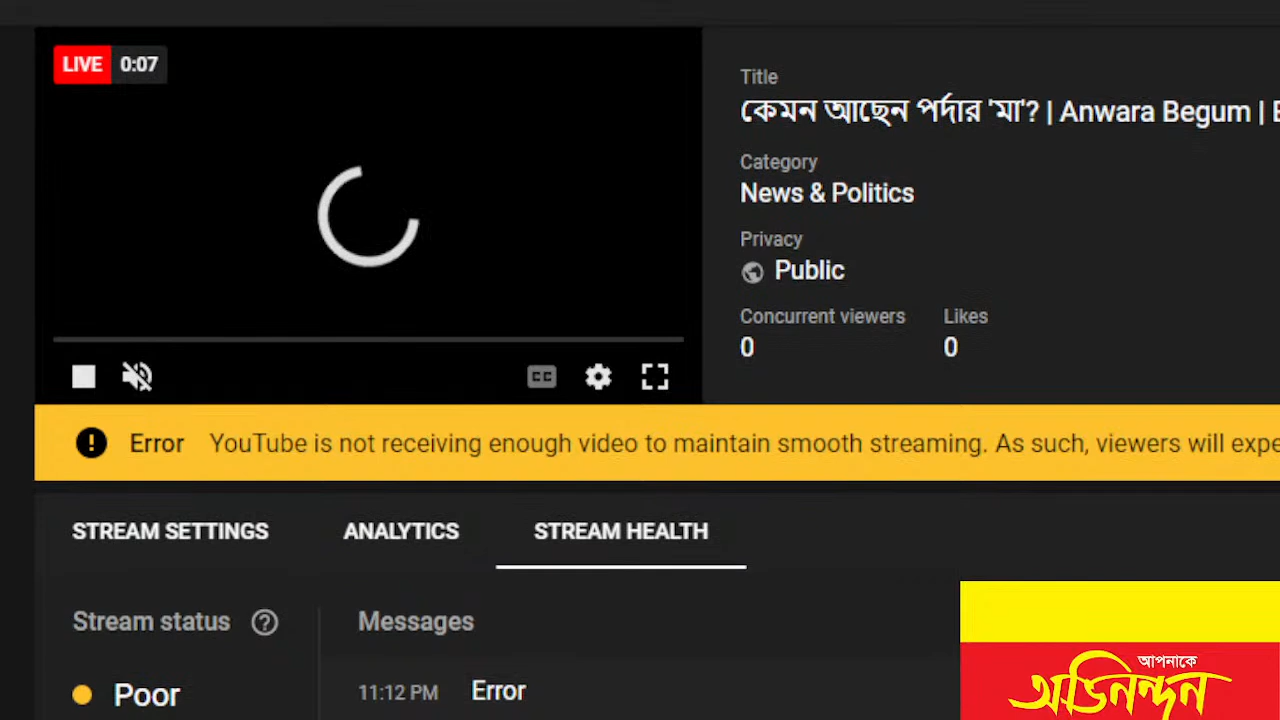 LIVE 0:07
Title
কেমন আছেন পর্দার 'মা'? | Anwara Begum |
Category
News & Politics
Privacy
Public
Concurrent viewers Likes
0 0
CC
Error YouTube is not receiving enough video to maintain smooth streaming. As such, viewers will expe
STREAM SETTINGS ANALYTICS STREAM HEALTH
Stream status ? Messages
Poor
11:12 PM Error
আপনাকে
অভিনন্দন